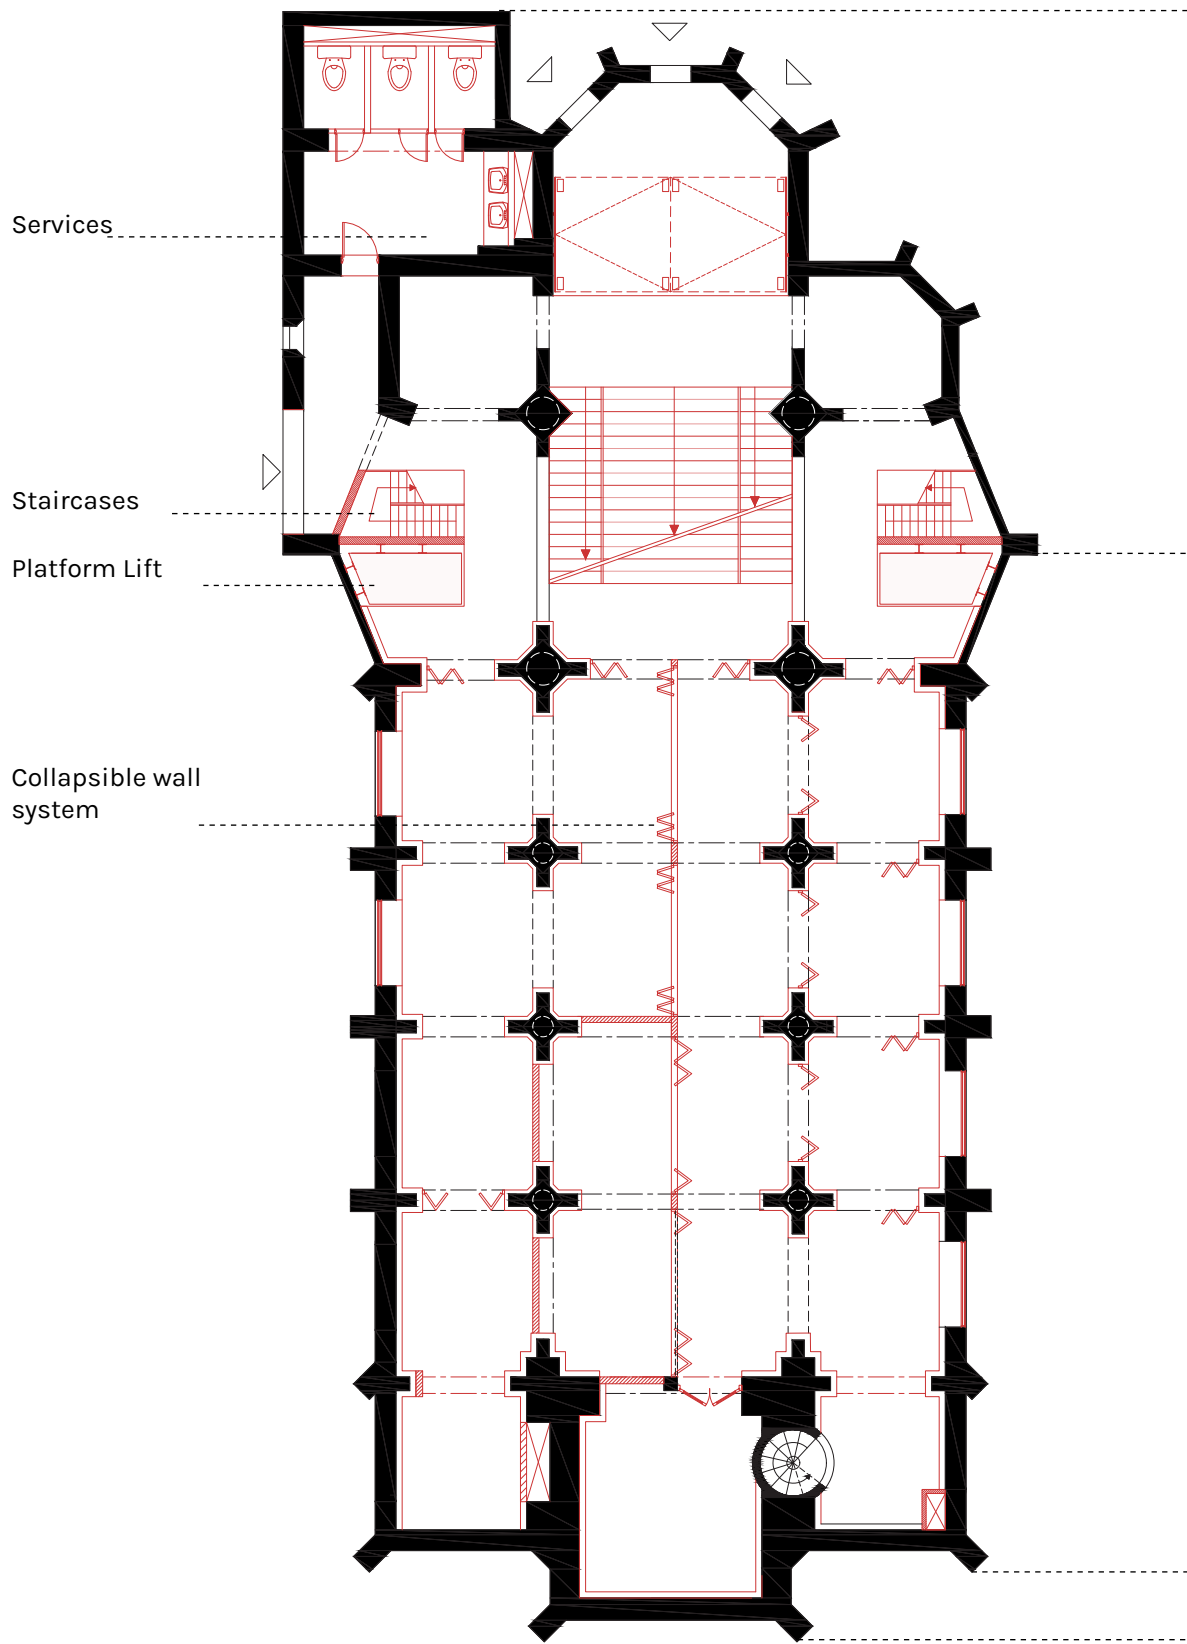 Services
Staircases
Platform Lift
Collapsible wall
system